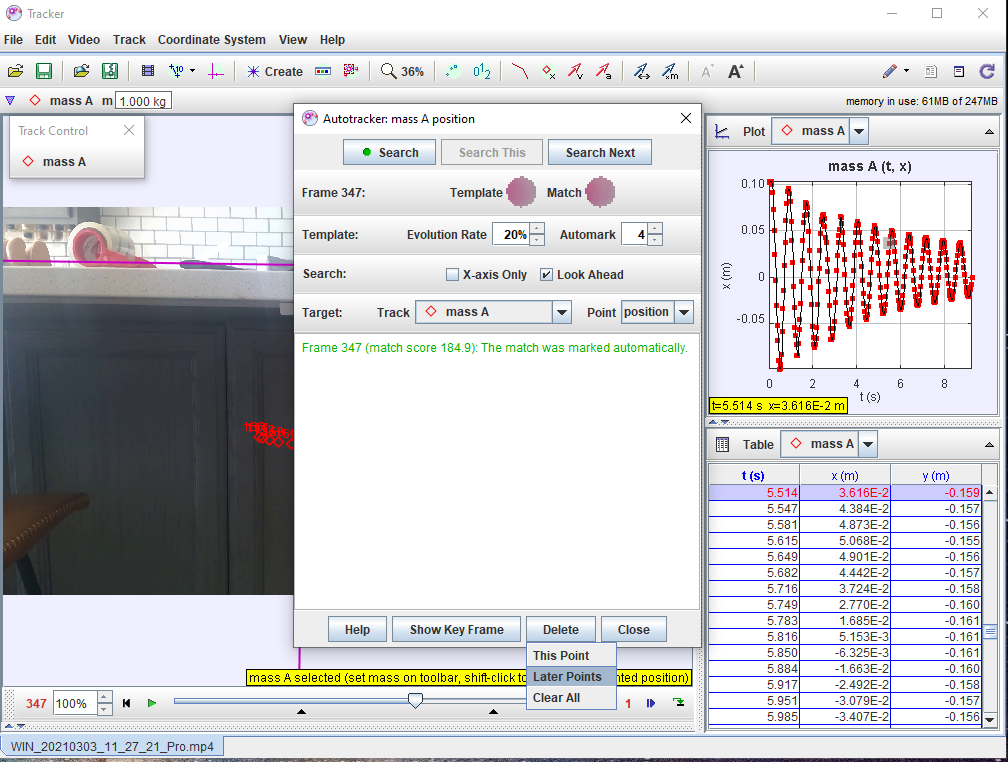 Tracker
File Edit Video Track Coordinate System View Help
Create 36%
mass A m 1.000 kg memory in use: 61MB of 247MB
Track Control
mass A
Autotracker: mass A position
Search Search This Search Next
Frame 347: Template Match
Template: Evolution Rate 20% Automark 4
Search: X-axis Only Look Ahead
Target: Track mass A Point position
Frame 347 (match score 184.9): The match was marked automatically.
Help Show Key Frame Delete Close
This Point
Later Points
Clear All
mass A selected (set mass on toolbar, shift-click to
position)
347 100% 1
WIN_20210303_11_27_21_Pro.mp4
Plot mass A
mass A (t, x)
x (m)
0.10
0.05
0
-0.05
0 2 4 6 8
t (s)
t=5.514 s x=3.616E-2 m
Table mass A
t (s) x (m) y (m)
5.514 3.616E-2 -0.159
5.547 4.384E-2 -0.157
5.581 4.873E-2 -0.156
5.615 5.068E-2 -0.155
5.649 4.901E-2 -0.156
5.682 4.442E-2 -0.157
5.716 3.724E-2 -0.158
5.749 2.770E-2 -0.160
5.783 1.685E-2 -0.161
5.816 5.153E-3 -0.161
5.850 -6.325E-3 -0.161
5.884 -1.663E-2 -0.160
5.917 -2.492E-2 -0.158
5.951 -3.079E-2 -0.157
5.985 -3.407E-2 -0.156